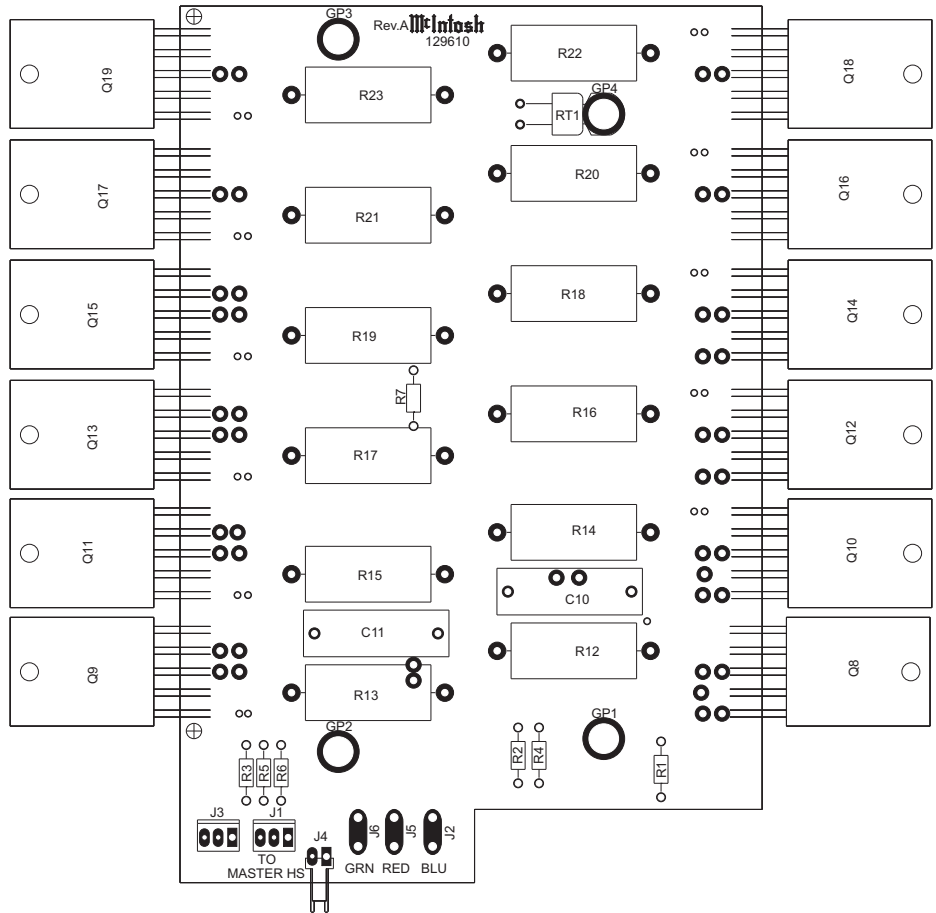 GP3
Rev.A McIntosh
129610
Q19
R23
R22
Q18
GP4
RT1
Q17
R21
R20
Q16
Q15
R19
R18
Q14
R7
Q13
R17
R16
Q12
Q11
R15
R14
Q10
C10
C11
Q9
R13
R12
Q8
GP2
GP1
R3
R5
R6
R2
R4
R1
J3
J1
J4
J6
J5
J2
TO
MASTER HS
GRN
RED
BLU